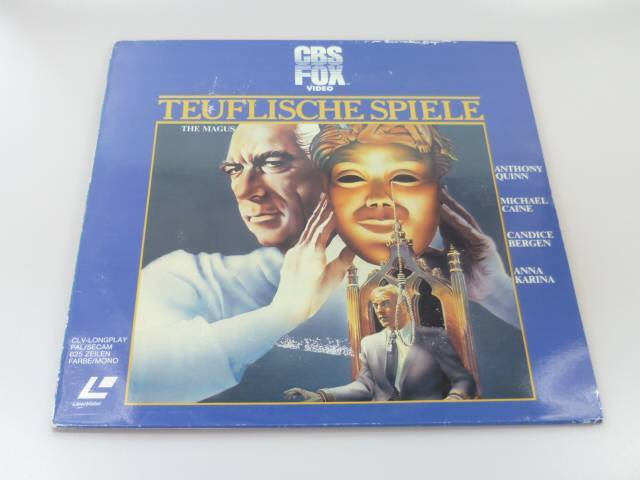 CBS
FOX
VIDEO
TEUFLISCHE SPIELE
THE MAGUS
ANTHONY
QUINN
MICHAEL
CAINE
CANDICE
BERGEN
ANNA
KARINA
CLV-LONGPLAY
PAL/SECAM
625 ZEILEN
FARBE/MONO
LaserVision